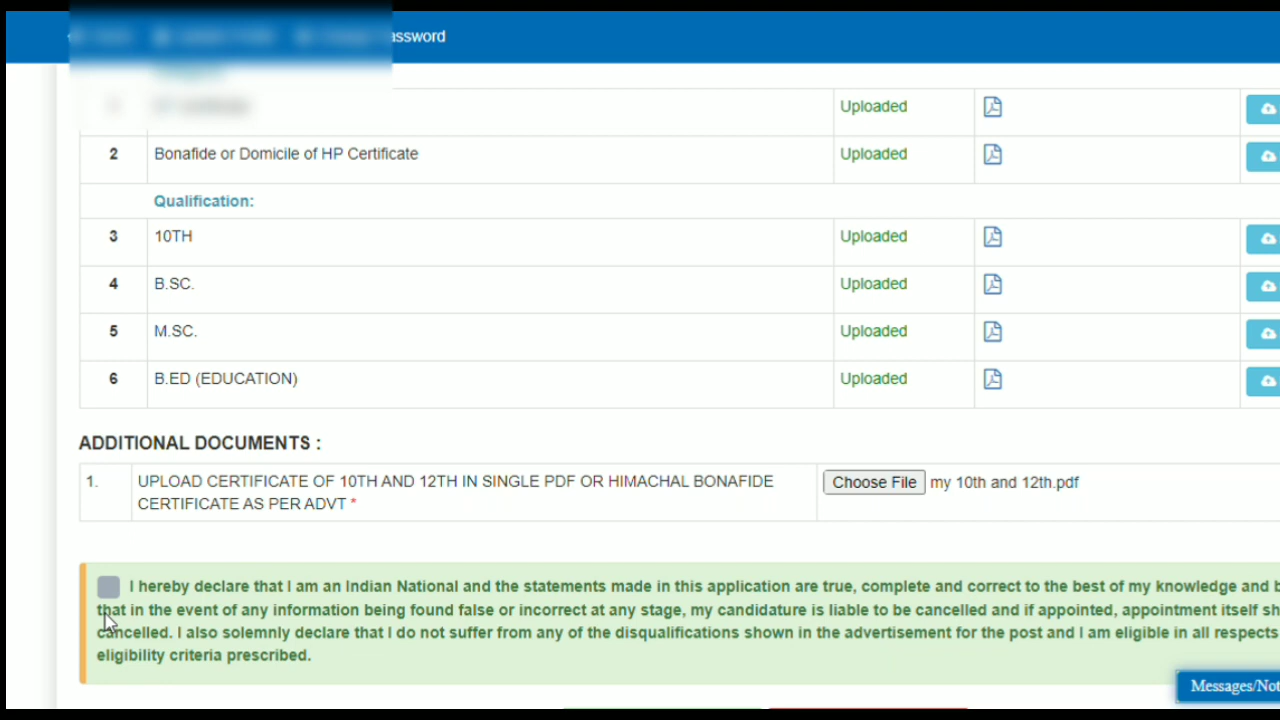 assword
Uploaded
2 Bonafide or Domicile of HP Certificate Uploaded
Qualification:
3 10TH Uploaded
4 B.SC. Uploaded
5 M.SC. Uploaded
6 B.ED (EDUCATION) Uploaded
ADDITIONAL DOCUMENTS :
1. UPLOAD CERTIFICATE OF 10TH AND 12TH IN SINGLE PDF OR HIMACHAL BONAFIDE Choose File my 10th and 12th.pdf
CERTIFICATE AS PER ADVT *
I hereby declare that I am an Indian National and the statements made in this application are true, complete and correct to the best of my knowledge and b
that in the event of any information being found false or incorrect at any stage, my candidature is liable to be cancelled and if appointed, appointment itself sh
cancelled. I also solemnly declare that I do not suffer from any of the disqualifications shown in the advertisement for the post and I am eligible in all respects
eligibility criteria prescribed.
Messages/Not